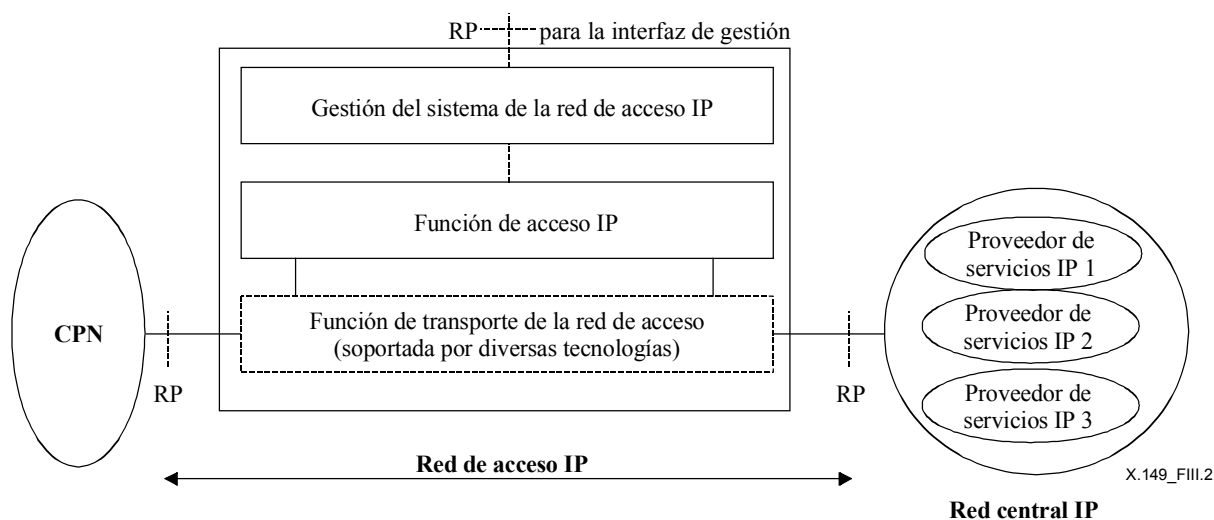 RP para la interfaz de gestión
Gestión del sistema de la red de acceso IP
Función de acceso IP
Función de transporte de la red de acceso
(soportada por diversas tecnologías)
CPN
RP
RP
Proveedor de
servicios IP 1
Proveedor de
servicios IP 2
Proveedor de
servicios IP 3
Red de acceso IP
X.149_FIII.2
Red central IP